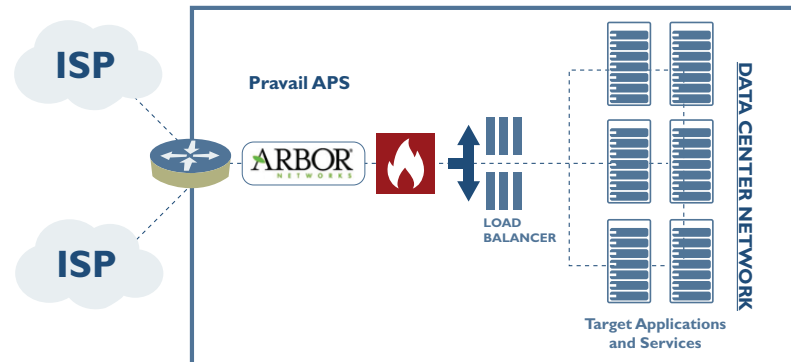 ISP
Pravail APS
ARBOR®
NETWORKS
ISP
LOAD
BALANCER
DATA CENTER NETWORK
Target Applications
and Services